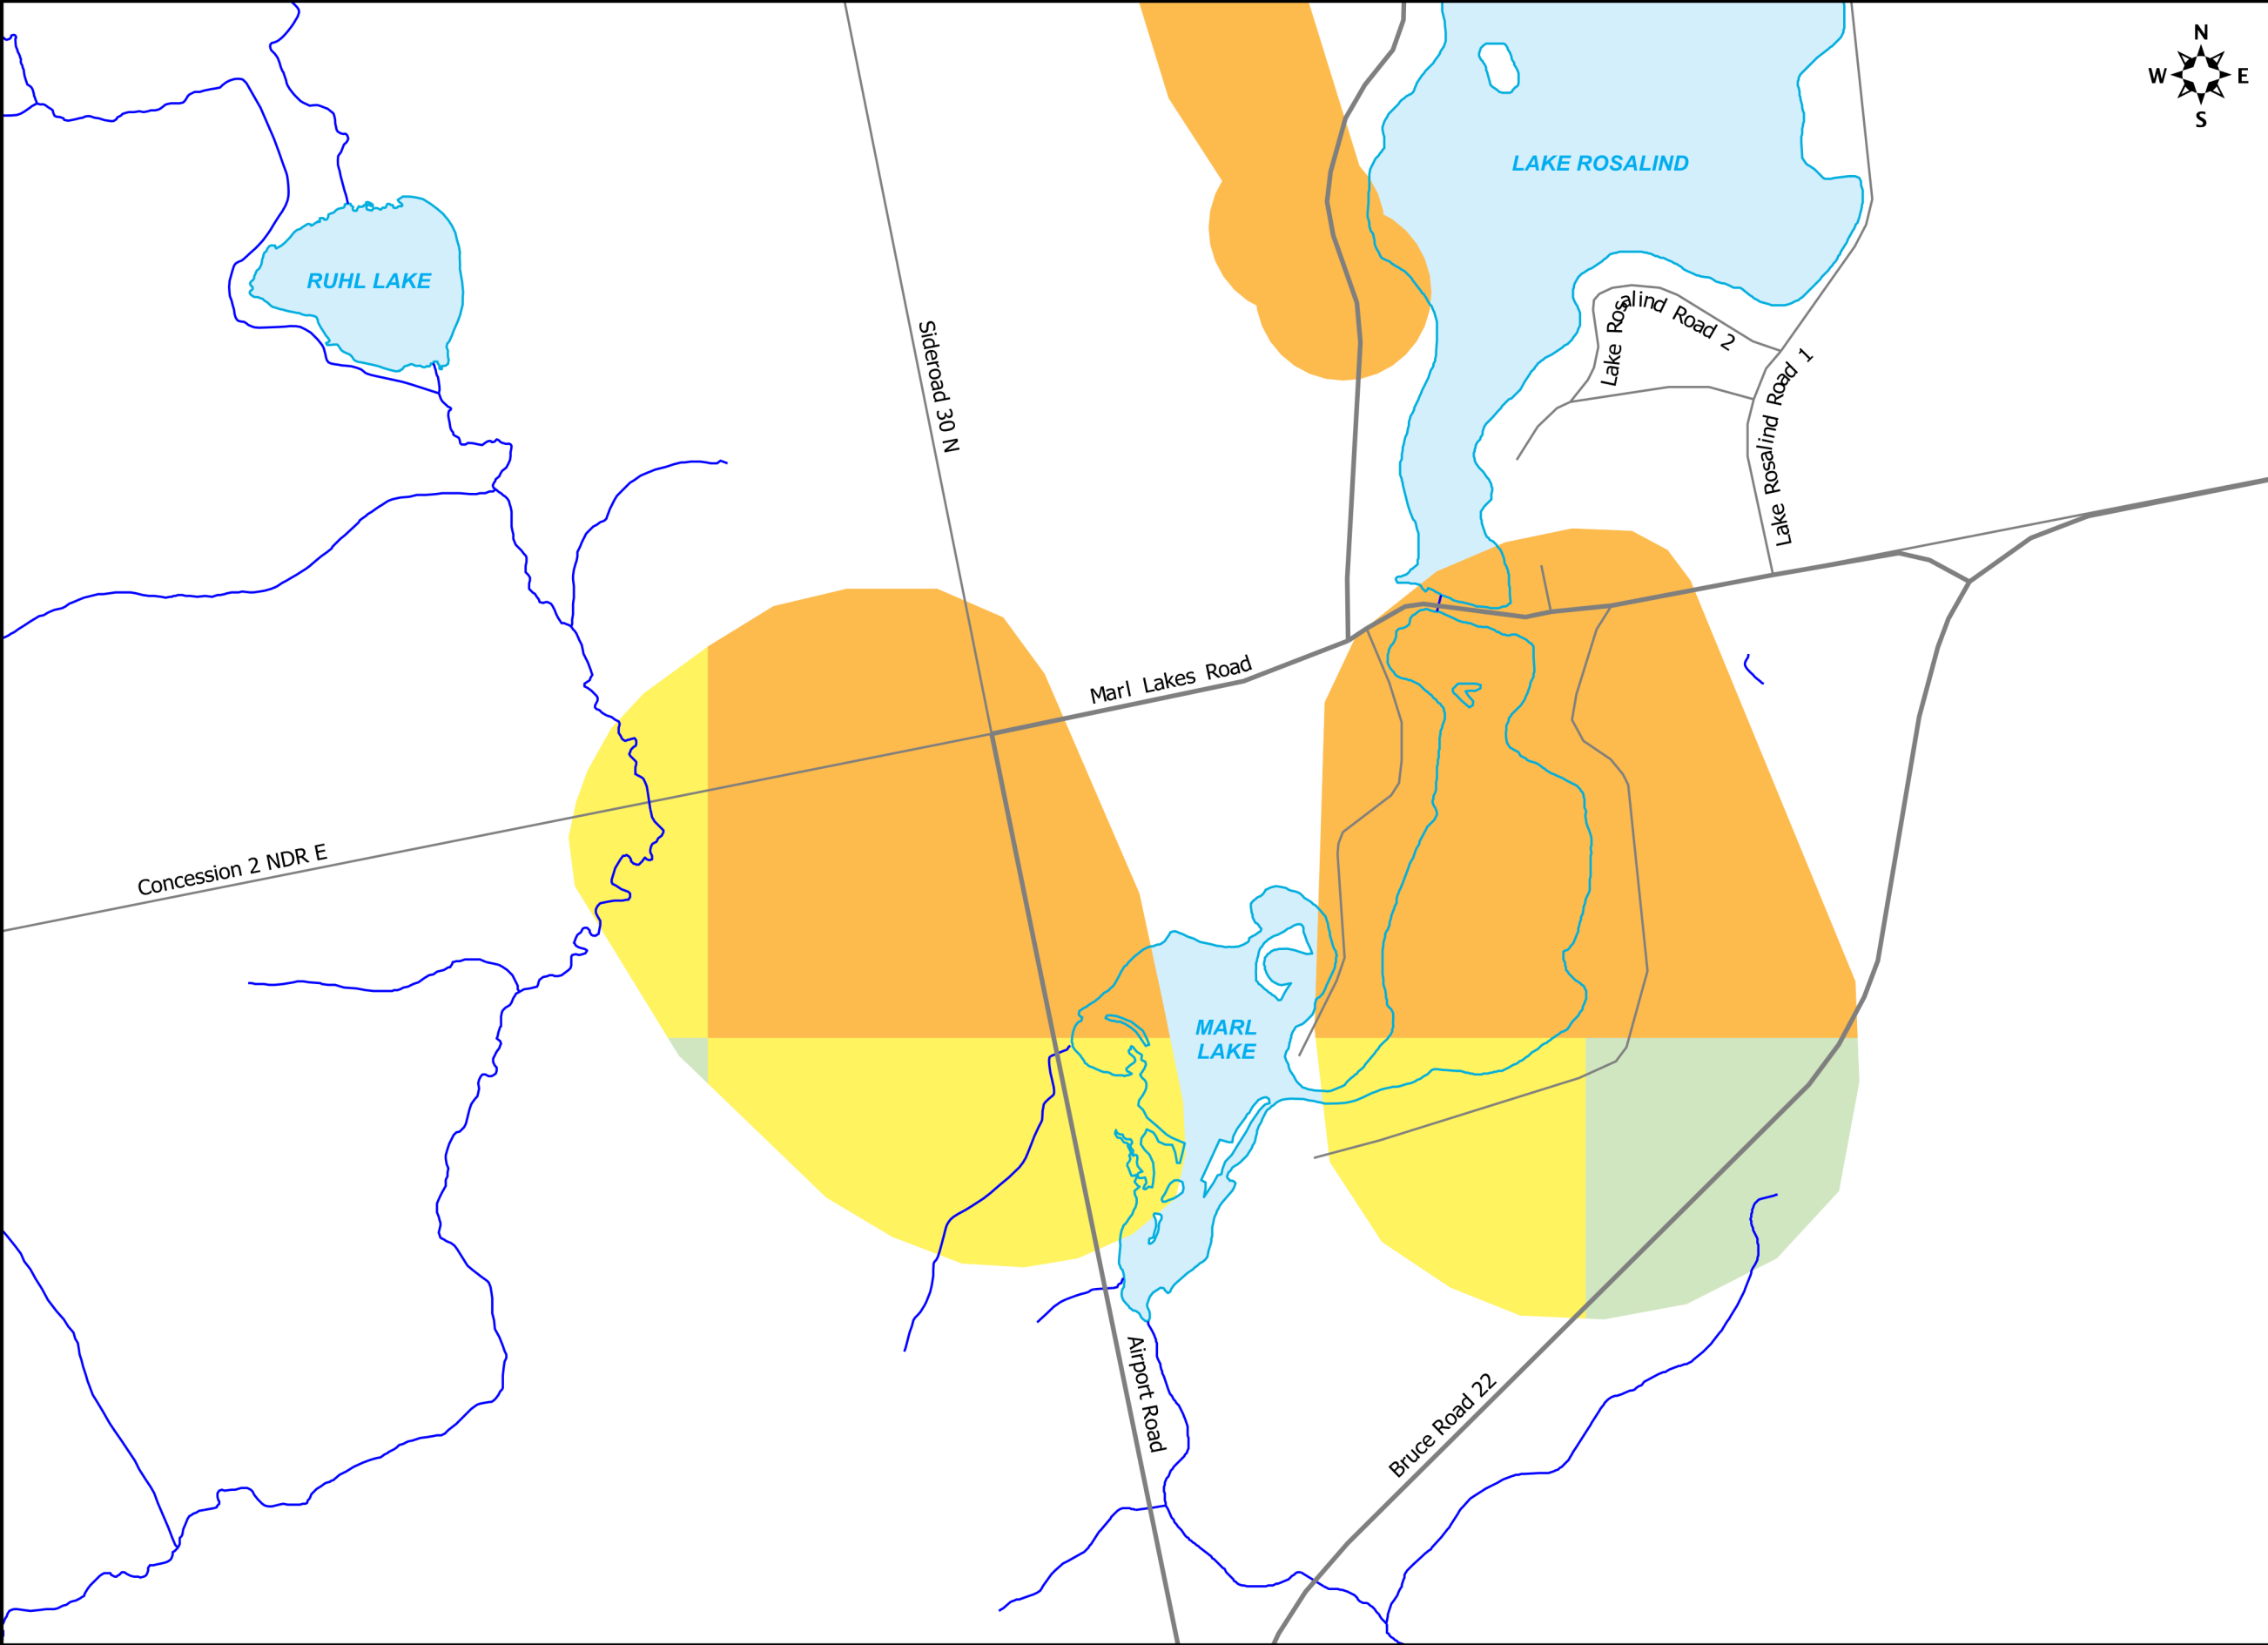 N
W E
S
LAKE ROSALIND
RUHL LAKE
Lake Rosalind Road 2
Sideroad 30 N
Lake Rosalind Road 1
Marl Lakes Road
Concession 2 NDR E
MARL
LAKE
Airport Road
Bruce Road 22